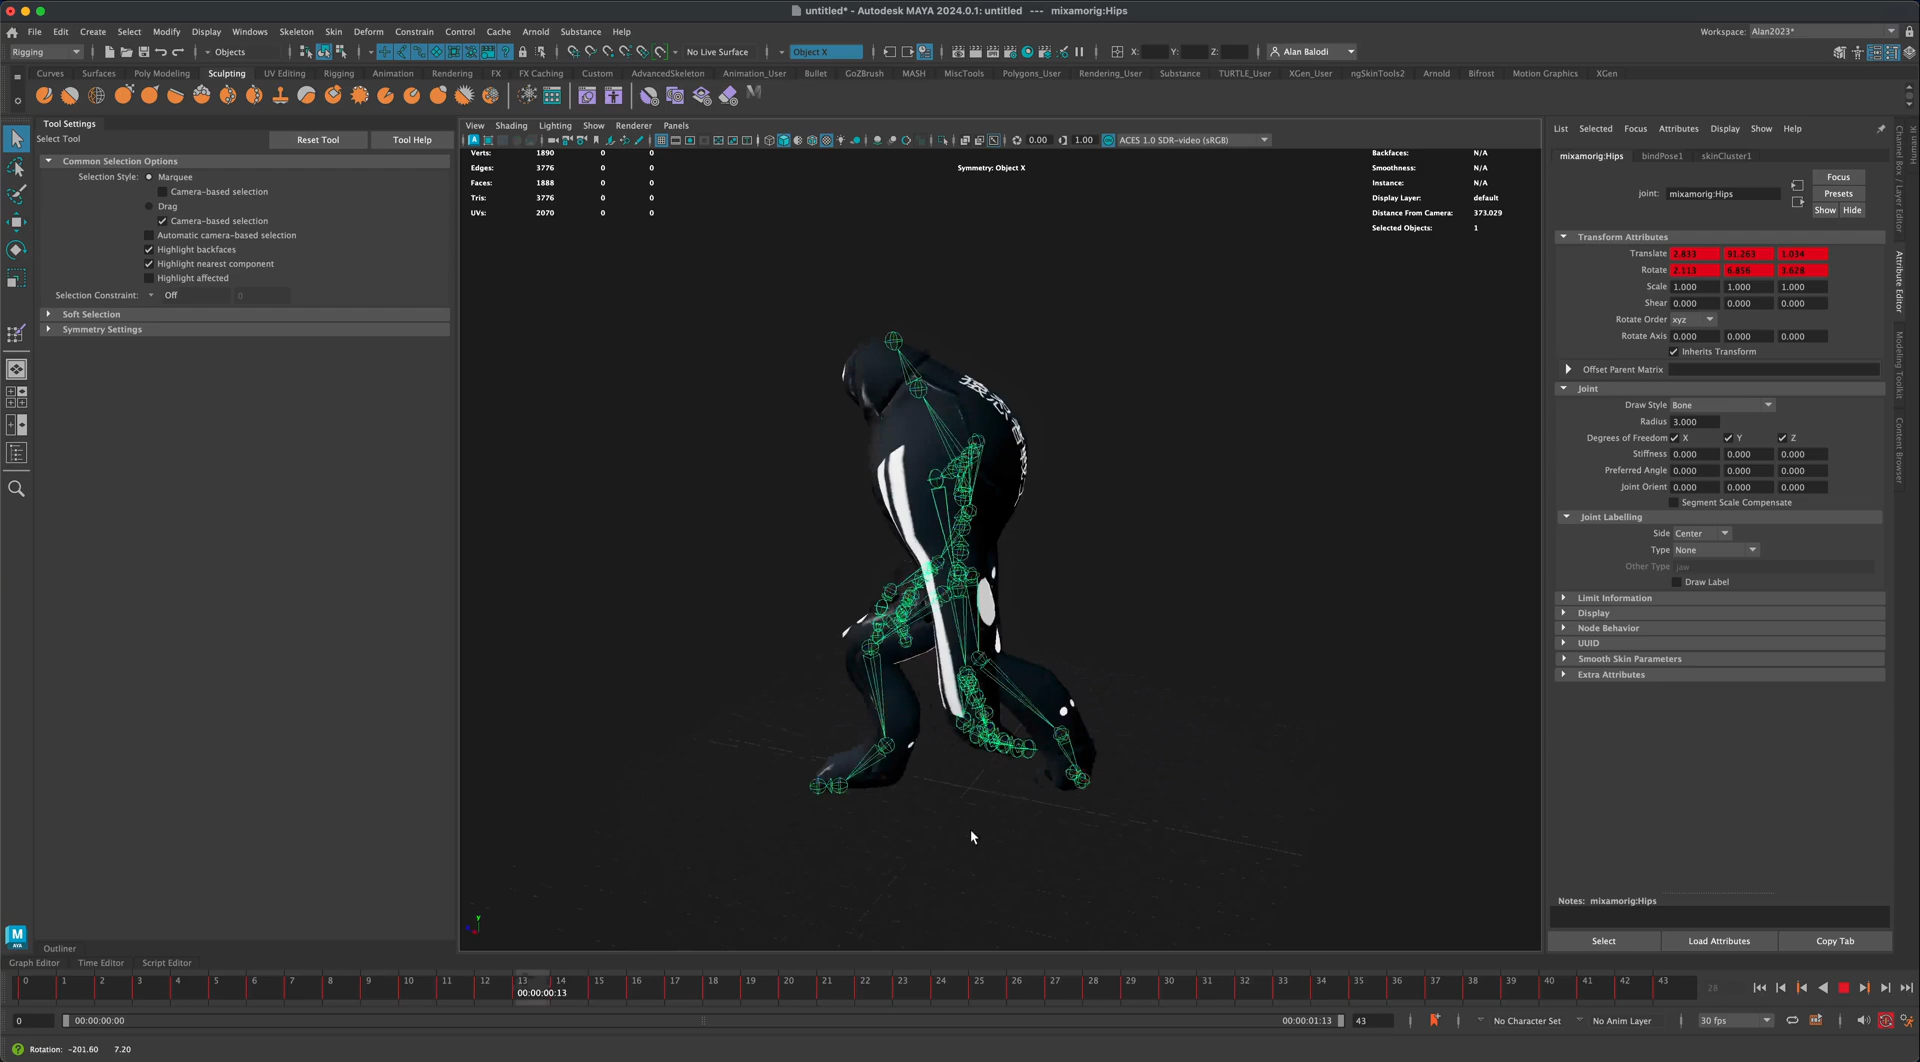 untitled* - Autodesk MAYA 2024.0.1: untitled --- mixamorig:Hips
File Edit Create Select Modify Display Windows Skeleton Skin Deform Constrain Control Cache Arnold Substance Help
Workspace: Alan2023*
Rigging Objects No Live Surface Object X X: Y: Z: Alan Balodi
Curves Surfaces Poly Modeling Sculpting UV Editing Rigging Animation Rendering FX FX Caching Custom AdvancedSkeleton Animation_User Bullet GoZBrush MASH MiscTools Polygons_User Rendering_User Substance TURTLE_User XGen_User ngSkinTools2 Arnold Bifrost Motion Graphics XGen
Tool Settings
Select Tool Reset Tool Tool Help
Common Selection Options
Selection Style: Marquee
Camera-based selection
Drag
Camera-based selection
Automatic camera-based selection
Highlight backfaces
Highlight nearest component
Highlight affected
Selection Constraint: Off 0
Soft Selection
Symmetry Settings
View Shading Lighting Show Renderer Panels
0.00 1.00 ACES 1.0 SDR-video (sRGB)
Verts: 1890 0 0
Edges: 3776 0 0
Faces: 1888 0 0
Tris: 3776 0 0
UVs: 2070 0 0
Symmetry: Object X
Backfaces: N/A
Smoothness: N/A
Instance: N/A
Display Layer: default
Distance From Camera: 373.029
Selected Objects: 1
y
List Selected Focus Attributes Display Show Help
mixamorig:Hips bindPose1 skinCluster1
Focus
joint: mixamorig:Hips Presets
Show Hide
Transform Attributes
Translate 2.633 91.263 1.034
Rotate 2.113 6.856 3.628
Scale 1.000 1.000 1.000
Shear 0.000 0.000 0.000
Rotate Order xyz
Rotate Axis 0.000 0.000 0.000
Inherits Transform
Offset Parent Matrix
Joint
Draw Style Bone
Radius 3.000
Degrees of Freedom X Y Z
Stiffness 0.000 0.000 0.000
Preferred Angle 0.000 0.000 0.000
Joint Orient 0.000 0.000 0.000
Segment Scale Compensate
Joint Labelling
Side Center
Type None
Other Type jaw
Draw Label
Limit Information
Display
Node Behavior
UUID
Smooth Skin Parameters
Extra Attributes
Notes: mixamorig:Hips
Select Load Attributes Copy Tab
Channel Box / Layer Editor
Attribute Editor
Modeling Toolkit
Content Browser
Human IK
M
AYA
Outliner
Graph Editor Time Editor Script Editor
0 1 2 3 4 5 6 7 8 9 10 11 12 13 14 15 16 17 18 19 20 21 22 23 24 25 26 27 28 29 30 31 32 33 34 35 36 37 38 39 40 41 42 43 28
00:00:00:13
0 00:00:00:00 00:00:01:13 43 No Character Set No Anim Layer 30 fps
Rotation: -201.60 7.20